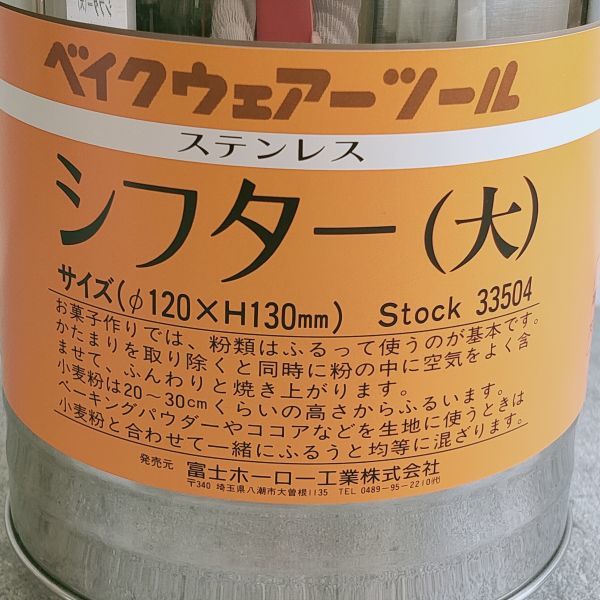 ベイクウェアーツール
ステンレス
シフター(大)
サイズ(φ120×H130mm) Stock 33504
お菓子作りでは、粉類はふるって使うのが基本です。
かたまりを取り除くと同時に粉の中に空気をよく含
ませて、ふんわりと焼き上がります。
小麦粉は20～30cmくらいの高さからふるいます。
ベーキングパウダーやココアなどを生地に使うときは
小麦粉と合わせて一緒にふるうと均等に混ざります。
発売元 富士ホーロー工業株式会社
〒340 埼玉県八潮市大曽根1135 TEL 0489-95-2210㈹